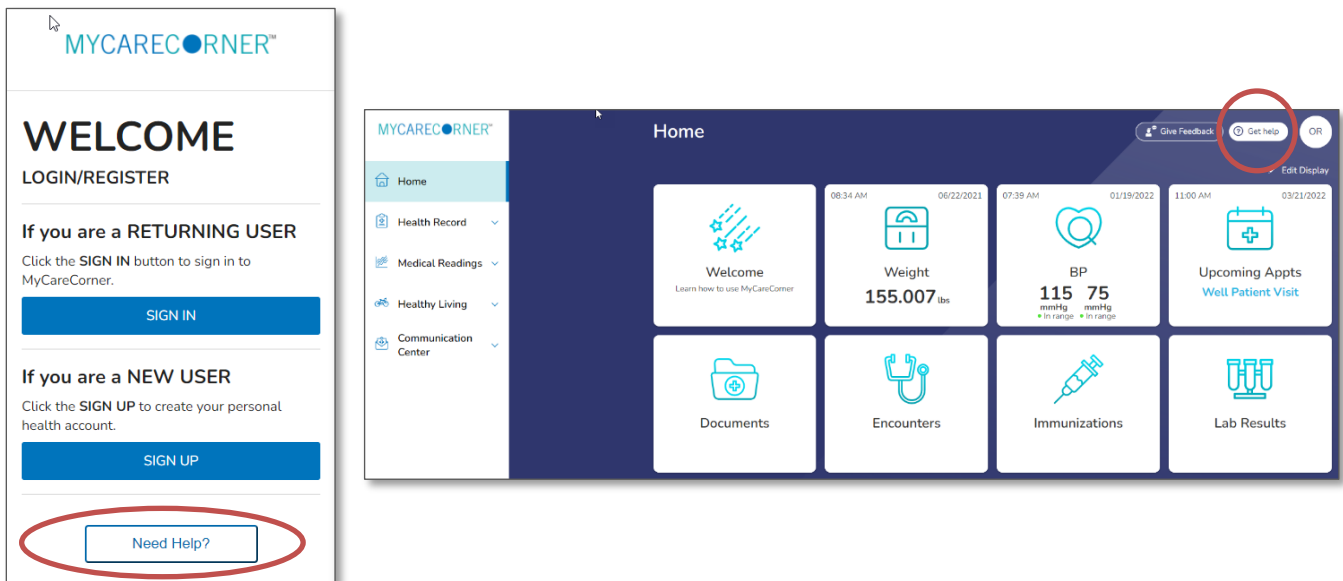 MYCARECORNER™
WELCOME
LOGIN/REGISTER
If you are a RETURNING USER
Click the SIGN IN button to sign in to
MyCareCorner.
SIGN IN
If you are a NEW USER
Click the SIGN UP to create your personal
health account.
SIGN UP
Need Help?
MYCARECORNER™
Home
Health Record
Medical Readings
Healthy Living
Communication
Center
Home
Give Feedback
Get help
OR
Edit Display
Welcome
Learn how to use MyCareCorner
08:34 AM 06/22/2021
Weight
155.007 lbs
07:39 AM 01/19/2022
BP
115 75
mmHg mmHg
In range In range
11:00 AM 03/21/2022
Upcoming Appts
Well Patient Visit
Documents
Encounters
Immunizations
Lab Results